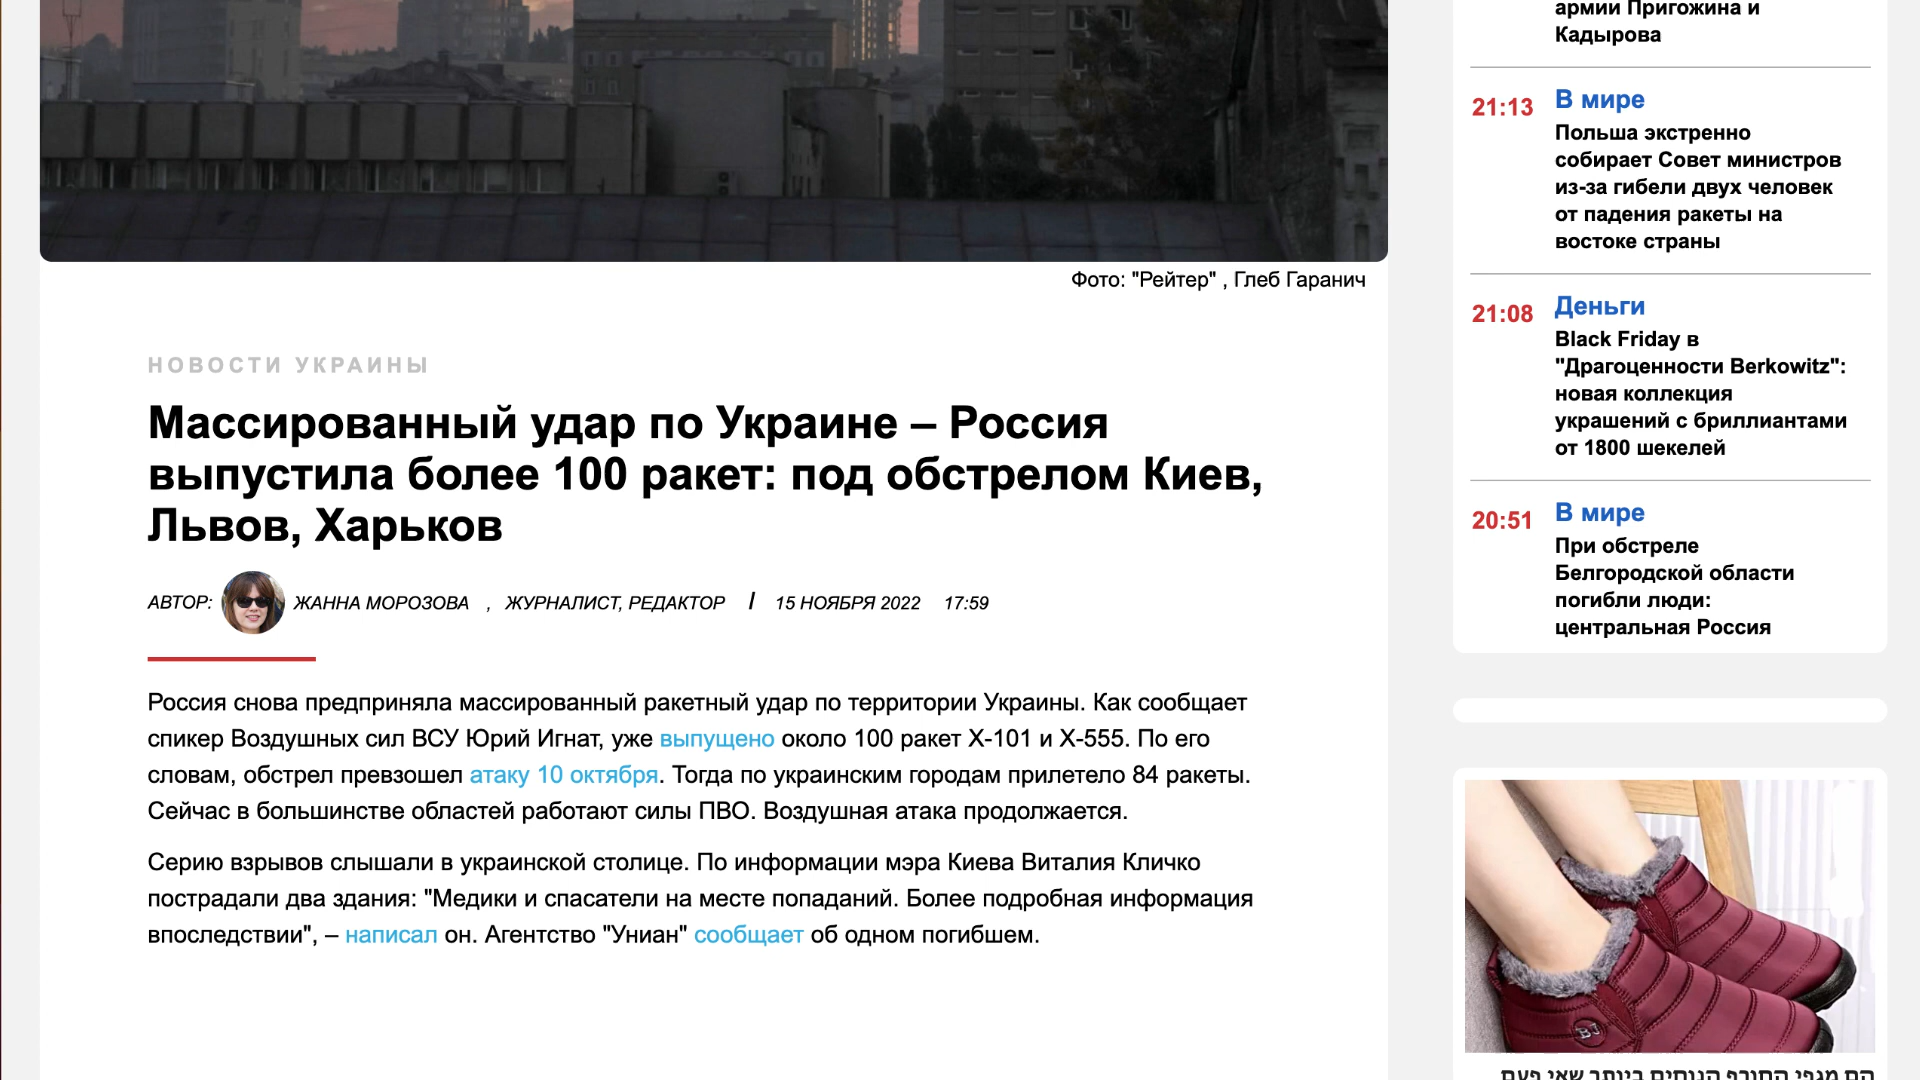 Фото: "Рейтер" , Глеб Гаранич
НОВОСТИ УКРАИНЫ
Массированный удар по Украине – Россия
выпустила более 100 ракет: под обстрелом Киев,
Львов, Харьков
АВТОР: ЖАННА МОРОЗОВА , ЖУРНАЛИСТ, РЕДАКТОР / 15 НОЯБРЯ 2022 17:59
Россия снова предприняла массированный ракетный удар по территории Украины. Как сообщает
спикер Воздушных сил ВСУ Юрий Игнат, уже выпущено около 100 ракет Х-101 и Х-555. По его
словам, обстрел превзошел атаку 10 октября. Тогда по украинским городам прилетело 84 ракеты.
Сейчас в большинстве областей работают силы ПВО. Воздушная атака продолжается.
Серию взрывов слышали в украинской столице. По информации мэра Киева Виталия Кличко
пострадали два здания: "Медики и спасатели на месте попаданий. Более подробная информация
впоследствии", – написал он. Агентство "Униан" сообщает об одном погибшем.
армии Пригожина и
Кадырова
21:13 В мире
Польша экстренно
собирает Совет министров
из-за гибели двух человек
от падения ракеты на
востоке страны
21:08 Деньги
Black Friday в
"Драгоценности Berkowitz":
новая коллекция
украшений с бриллиантами
от 1800 шекелей
20:51 В мире
При обстреле
Белгородской области
погибли люди:
центральная Россия
BJ
הם מגפי החורף הנוחים ביותר שאי פעם